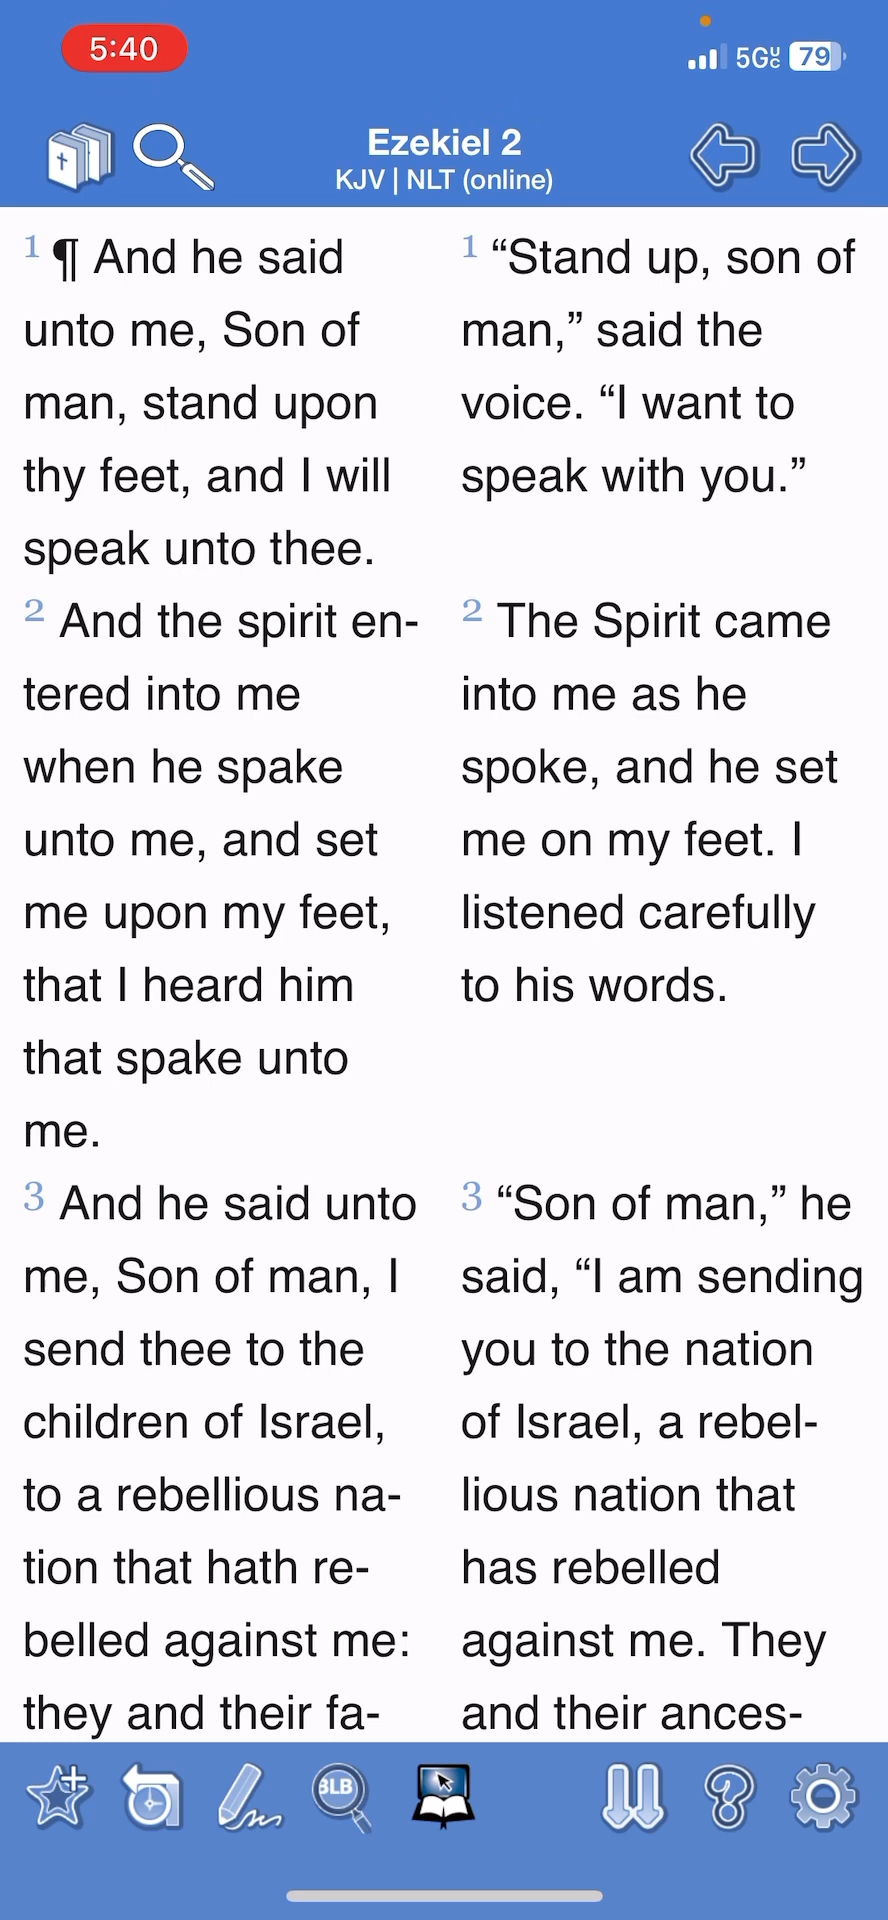 5:40
5G UC 79
Ezekiel 2
KJV | NLT (online)
1 ¶ And he said
unto me, Son of
man, stand upon
thy feet, and I will
speak unto thee.
2 And the spirit en-
tered into me
when he spake
unto me, and set
me upon my feet,
that I heard him
that spake unto
me.
3 And he said unto
me, Son of man, I
send thee to the
children of Israel,
to a rebellious na-
tion that hath re-
belled against me:
they and their fa-
1 “Stand up, son of
man,” said the
voice. “I want to
speak with you.”
2 The Spirit came
into me as he
spoke, and he set
me on my feet. I
listened carefully
to his words.
3 “Son of man,” he
said, “I am sending
you to the nation
of Israel, a rebel-
lious nation that
has rebelled
against me. They
and their ances-
BLB